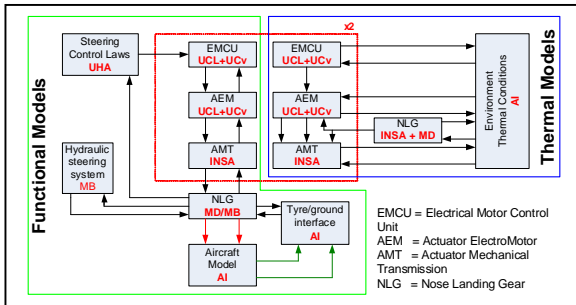 x2
Functional Models
Steering
Control Laws
UHA
EMCU
UCL+UCv
AEM
UCL+UCv
AMT
INSA
Hydraulic
steering
system
MB
NLG
MD/MB
Tyre/ground
interface
AI
Aircraft
Model
AI
EMCU
UCL+UCv
AEM
UCL+UCv
AMT
INSA
NLG
INSA + MD
Environment
Thermal Conditions
AI
Thermal Models
EMCU = Electrical Motor Control
Unit
AEM = Actuator ElectroMotor
AMT = Actuator Mechanical
Transmission
NLG = Nose Landing Gear